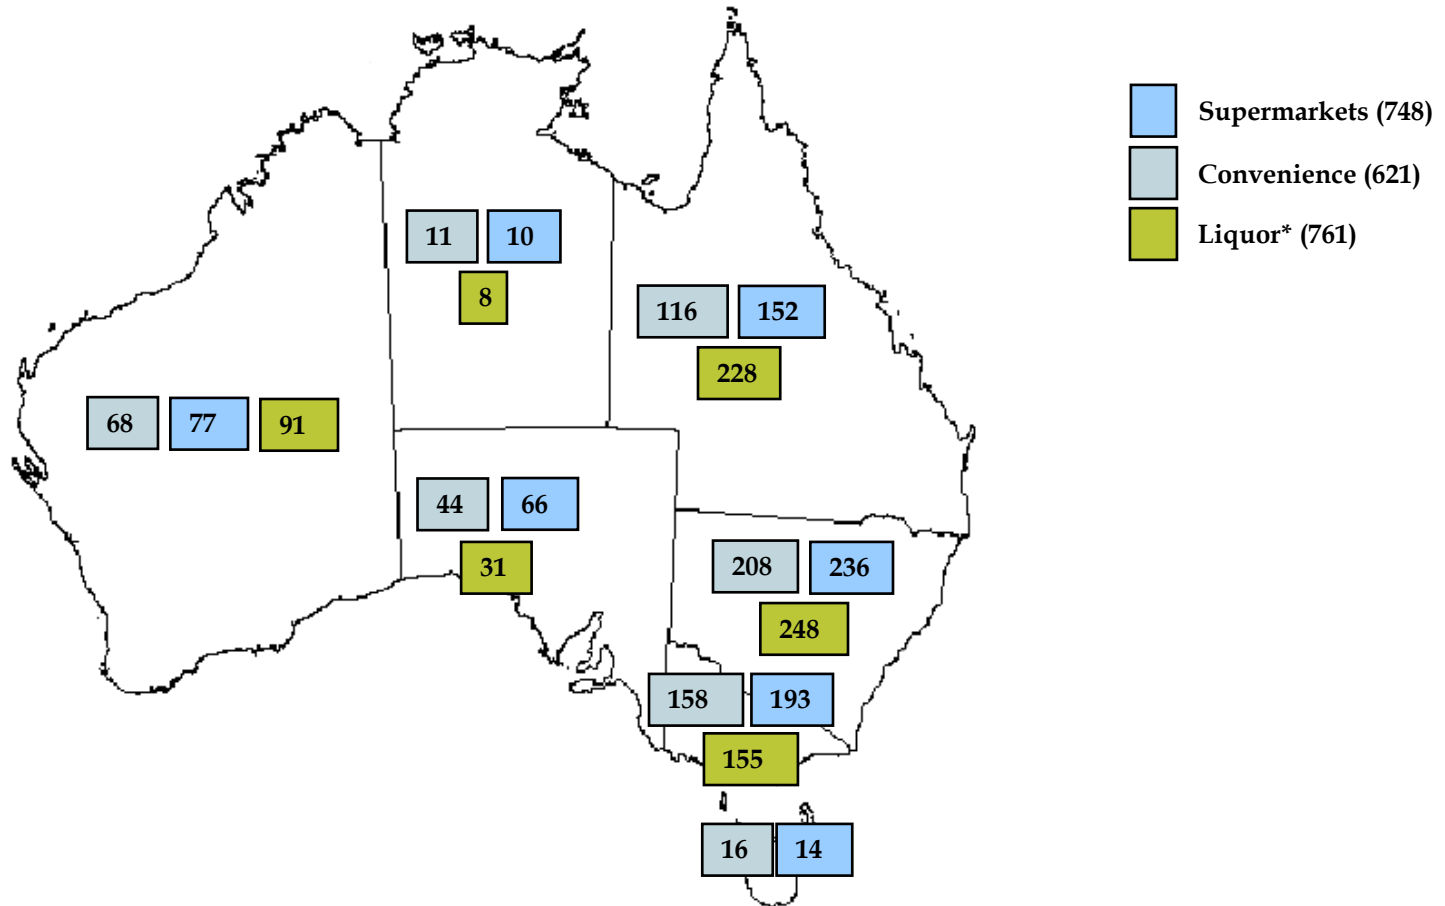 Supermarkets (748)
Convenience (621)
Liquor* (761)
11 10
8
116 152
228
68 77 91
44 66
31
208 236
248
158 193
155
16 14